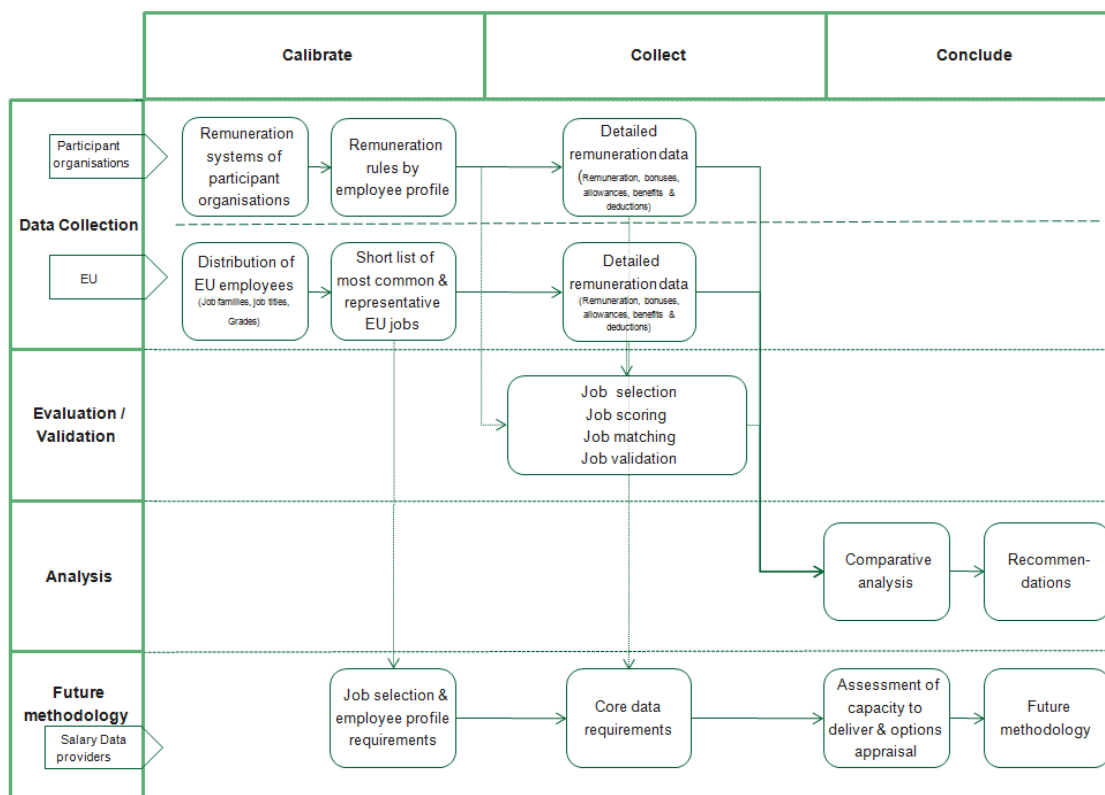 Calibrate
Collect
Conclude
Data Collection
Participant
organisations
Remuneration
systems of
participant
organisations
Remuneration
rules by
employee profile
Detailed
remuneration data
(Remuneration, bonuses,
allowances, benefits &
deductions)
EU
Distribution of
EU employees
(Job families, job titles,
Grades)
Short list of
most common &
representative
EU jobs
Detailed
remuneration data
(Remuneration, bonuses,
allowances, benefits &
deductions)
Evaluation /
Validation
Job selection
Job scoring
Job matching
Job validation
Analysis
Comparative
analysis
Recommen-
dations
Future
methodology
Salary Data
providers
Job selection &
employee profile
requirements
Core data
requirements
Assessment of
capacity to
deliver & options
appraisal
Future
methodology